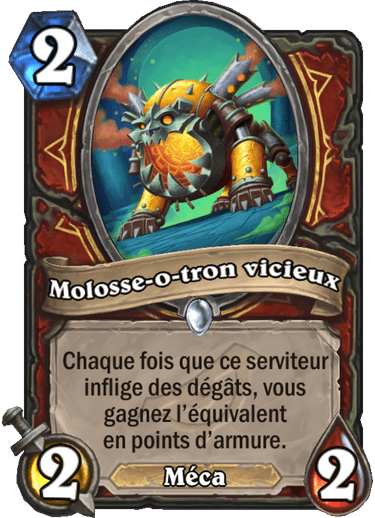 2
Molosse-o-tron vicieux
Chaque fois que ce serviteur
inflige des dégâts, vous
gagnez l'équivalent
en points d'armure.
2
Méca
2